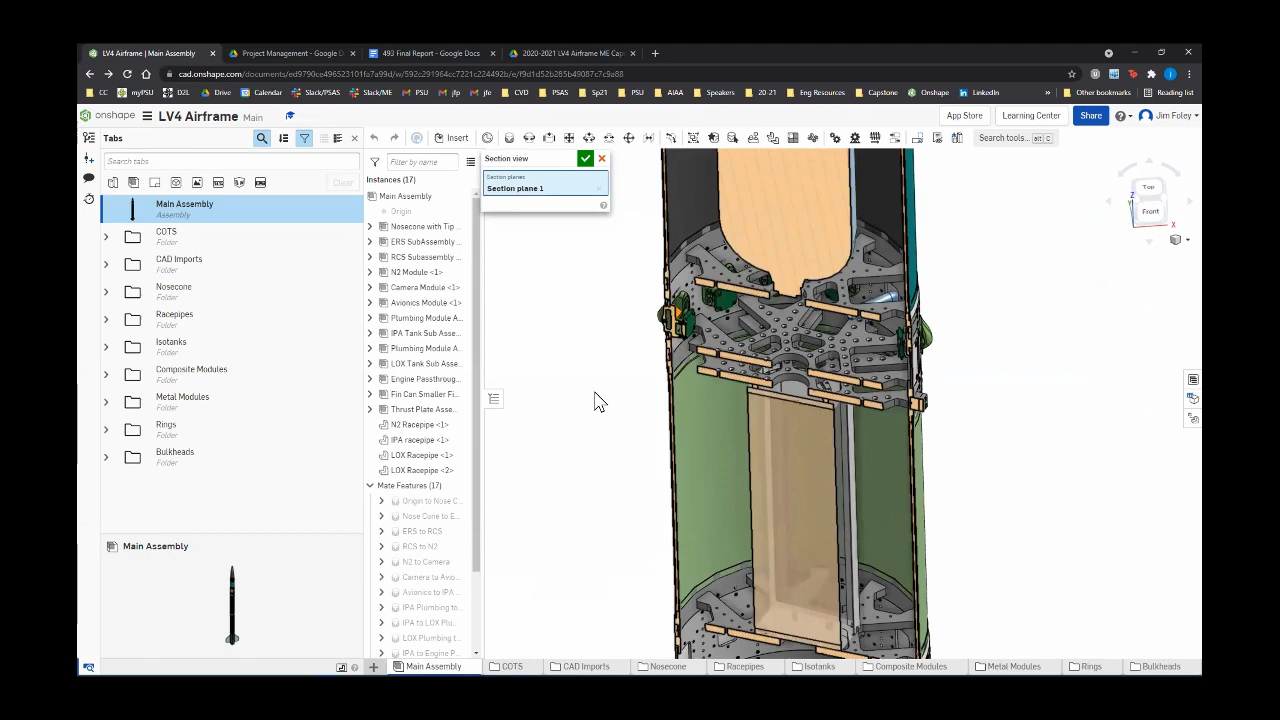 LV4 Airframe | Main Assembly
Project Management - Google D
493 Final Report - Google Docs
2020-2021 LV4 Airframe ME Cap
cad.onshape.com/documents/ed9790ce496523101fa7a99d/w/592c291964cc7221c224492b/e/f9d1d52b285b49087c7c9a88
CC myPSU D2L Drive Calendar Slack/PSAS Slack/ME PSU jfp jfe CVD PSAS Sp21 PSU AIAA Speakers 20-21 Eng Resources Capstone Onshape LinkedIn Other bookmarks Reading list
onshape LV4 Airframe Main App Store Learning Center Share Jim Foley
Tabs
Insert
Search tools... alt C
Search tabs
Clear
Main Assembly
Assembly
COTS
Folder
CAD Imports
Folder
Nosecone
Folder
Racepipes
Folder
Isotanks
Folder
Composite Modules
Folder
Metal Modules
Folder
Rings
Folder
Bulkheads
Folder
Main Assembly
Filter by name
Instances (17)
Main Assembly
Origin
Nosecone with Tip ...
ERS SubAssembly ...
RCS Subassembly ...
N2 Module <1>
Camera Module <1>
Avionics Module <1>
Plumbing Module A...
IPA Tank Sub Asse...
Plumbing Module A...
LOX Tank Sub Asse...
Engine Passthroug...
Fin Can Smaller Fi...
Thrust Plate Asse...
N2 Racepipe <1>
IPA racepipe <1>
LOX Racepipe <1>
LOX Racepipe <2>
Mate Features (17)
Origin to Nose C...
Nose Cone to E...
ERS to RCS
RCS to N2
N2 to Camera
Camera to Avio...
Avionics to IPA ...
IPA Plumbing to...
IPA to LOX Plu...
LOX Plumbing t...
IPA to Engine P...
Section view
Section planes
Section plane 1
Top
Front
Z
Y
X
Main Assembly COTS CAD Imports Nosecone Racepipes Isotanks Composite Modules Metal Modules Rings Bulkheads